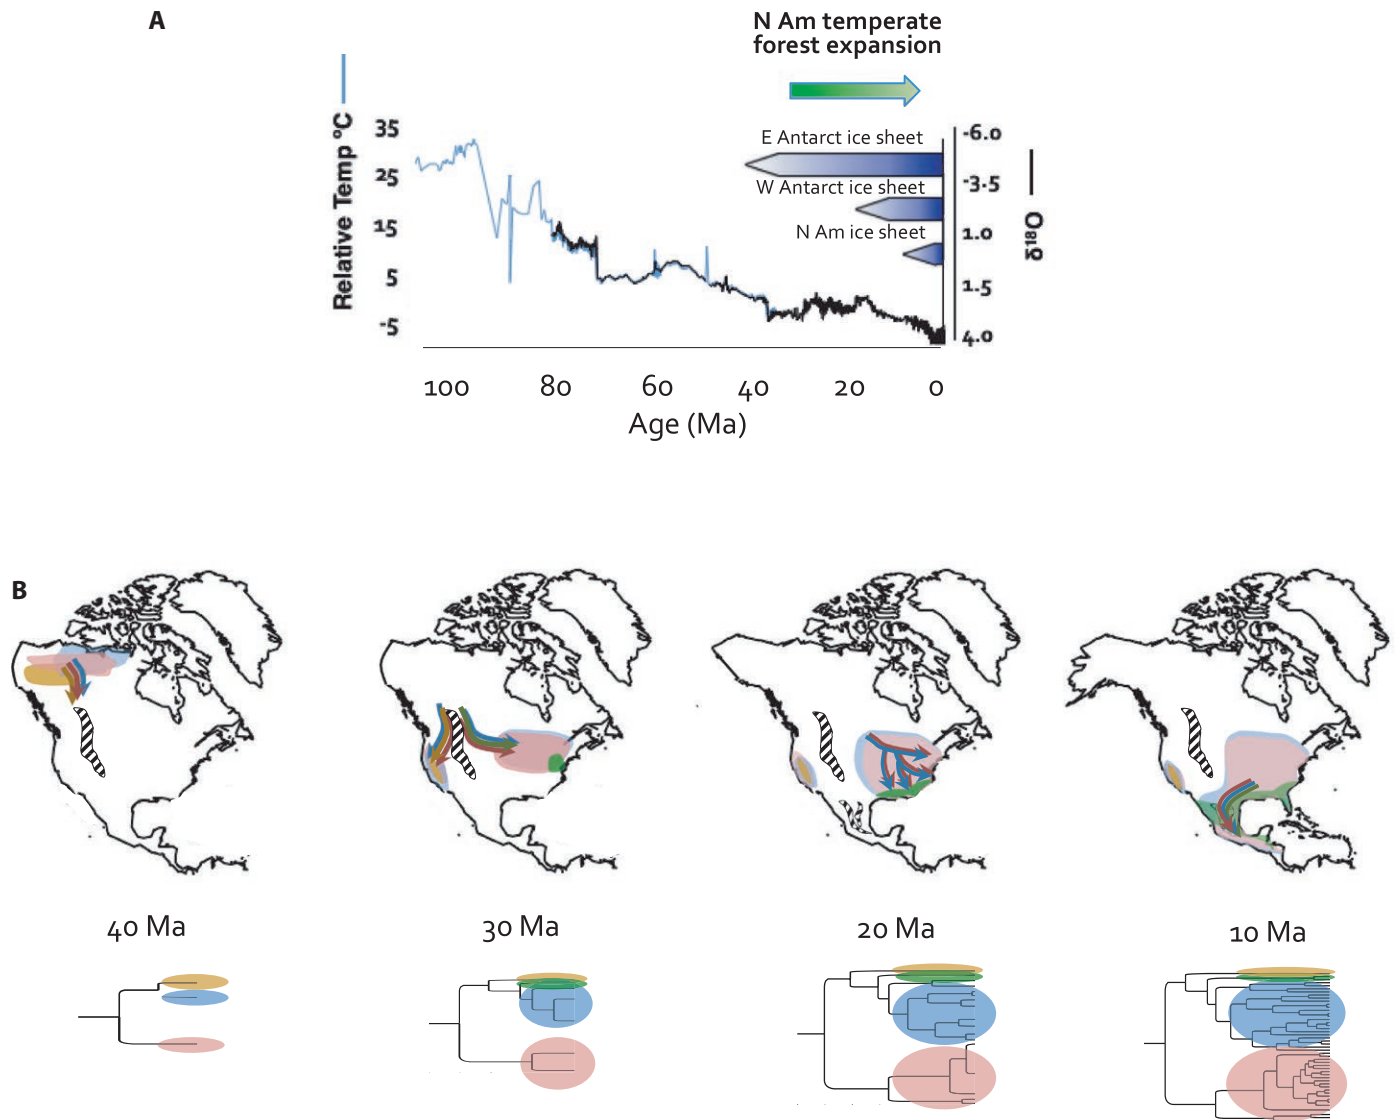 A
N Am temperate
forest expansion
Relative Temp ºC
35
25
15
5
-5
E Antarct ice sheet
W Antarct ice sheet
N Am ice sheet
-6.0
-3.5
1.0
1.5
4.0
δ¹⁸O
100 80 60 40 20 0
Age (Ma)
B
40 Ma 30 Ma 20 Ma 10 Ma